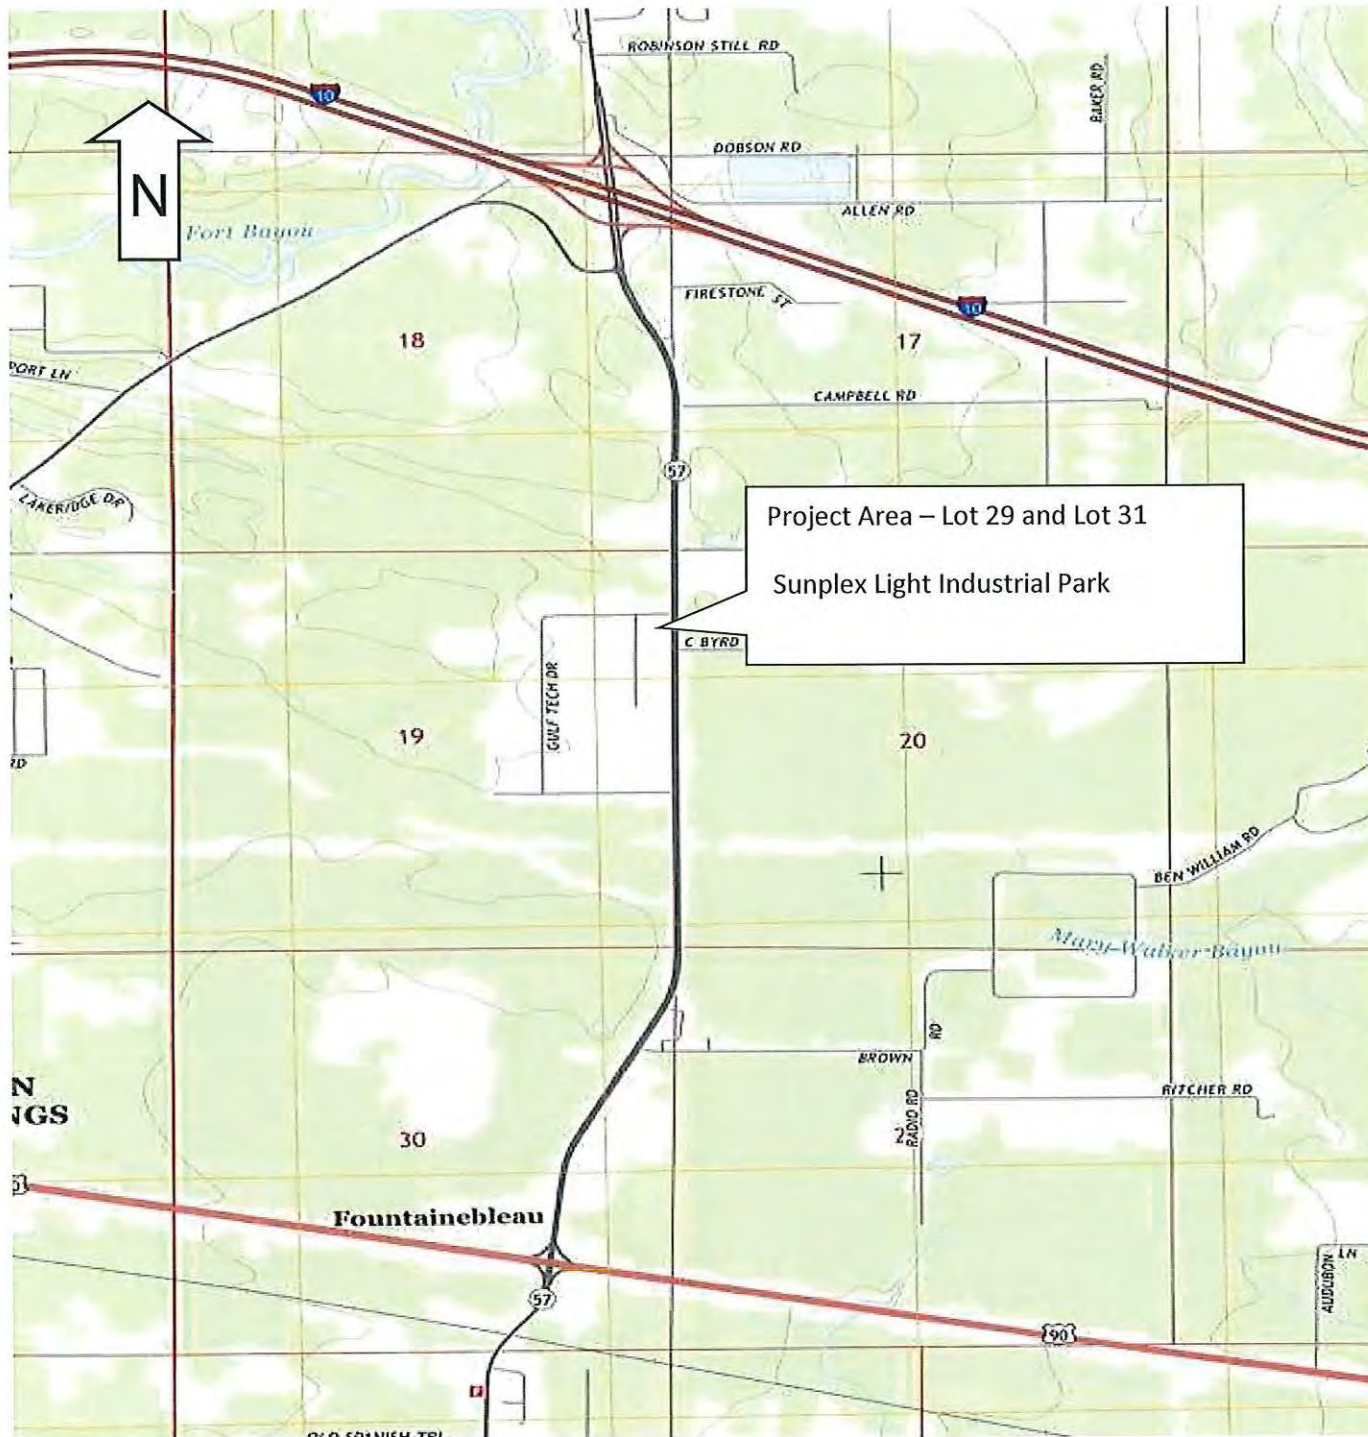 ROBINSON STILL RD
BAKER RD
10
DOBSON RD
N
ALLEN RD
Fort Bayou
FIRESTONE ST
10
18
17
PORT LN
CAMPBELL RD
57
LAKERIDGE DR
Project Area – Lot 29 and Lot 31
Sunplex Light Industrial Park
C BYRD
GULF TECH DR
19
20
RD
BEN WILLIAM RD
Mary Walker Bayou
BROWN RD
N
NGS
RITCHER RD
RADIO RD
30
2
Fountainebleau
AUDUBON LN
57
90
F
OLD SPANISH TRL